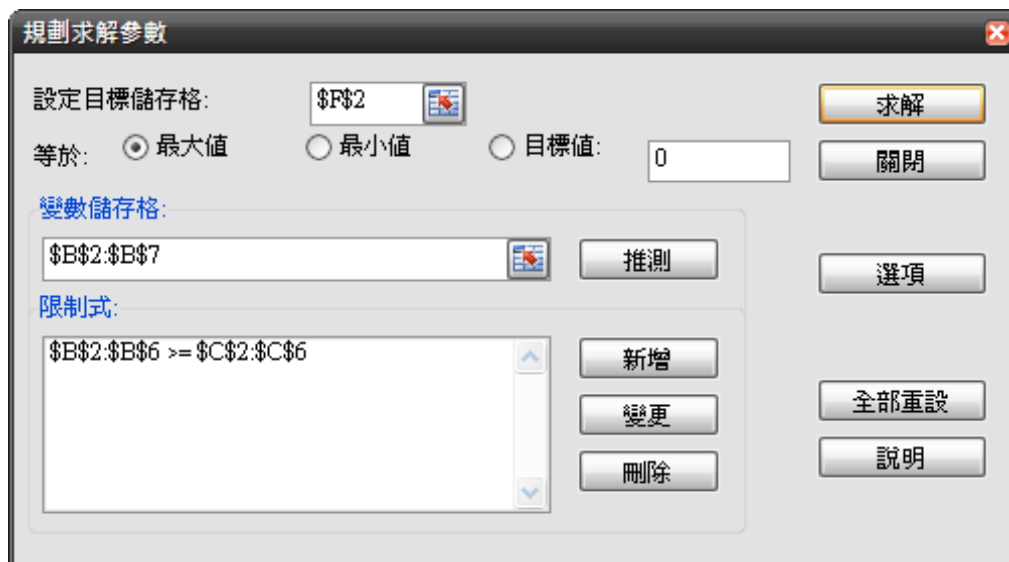 規劃求解參數
設定目標儲存格: $F$2 求解
等於: 最大值 最小值 目標值: 0 關閉
變數儲存格:
$B$2:$B$7 推測 選項
限制式:
$B$2:$B$6 >= $C$2:$C$6 新增
變更 全部重設
刪除 說明